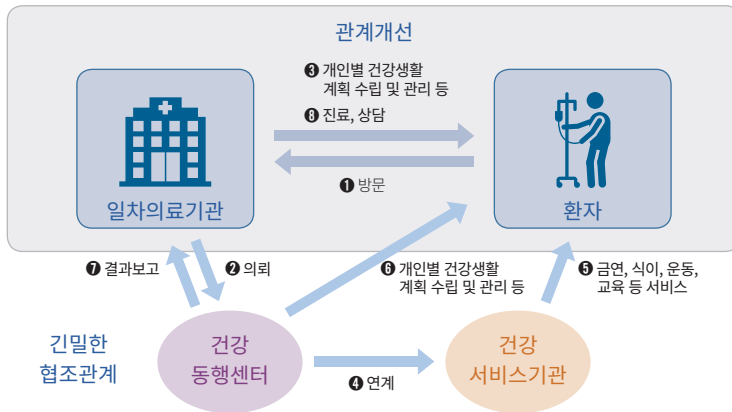 관계개선
❸ 개인별 건강생활
계획 수립 및 관리 등
❽ 진료, 상담
❶ 방문
일차의료기관
환자
❼ 결과보고
❷ 의뢰
❻ 개인별 건강생활
계획 수립 및 관리 등
❺ 금연, 식이, 운동,
교육 등 서비스
긴밀한
협조관계
건강
동행센터
❹ 연계
건강
서비스기관